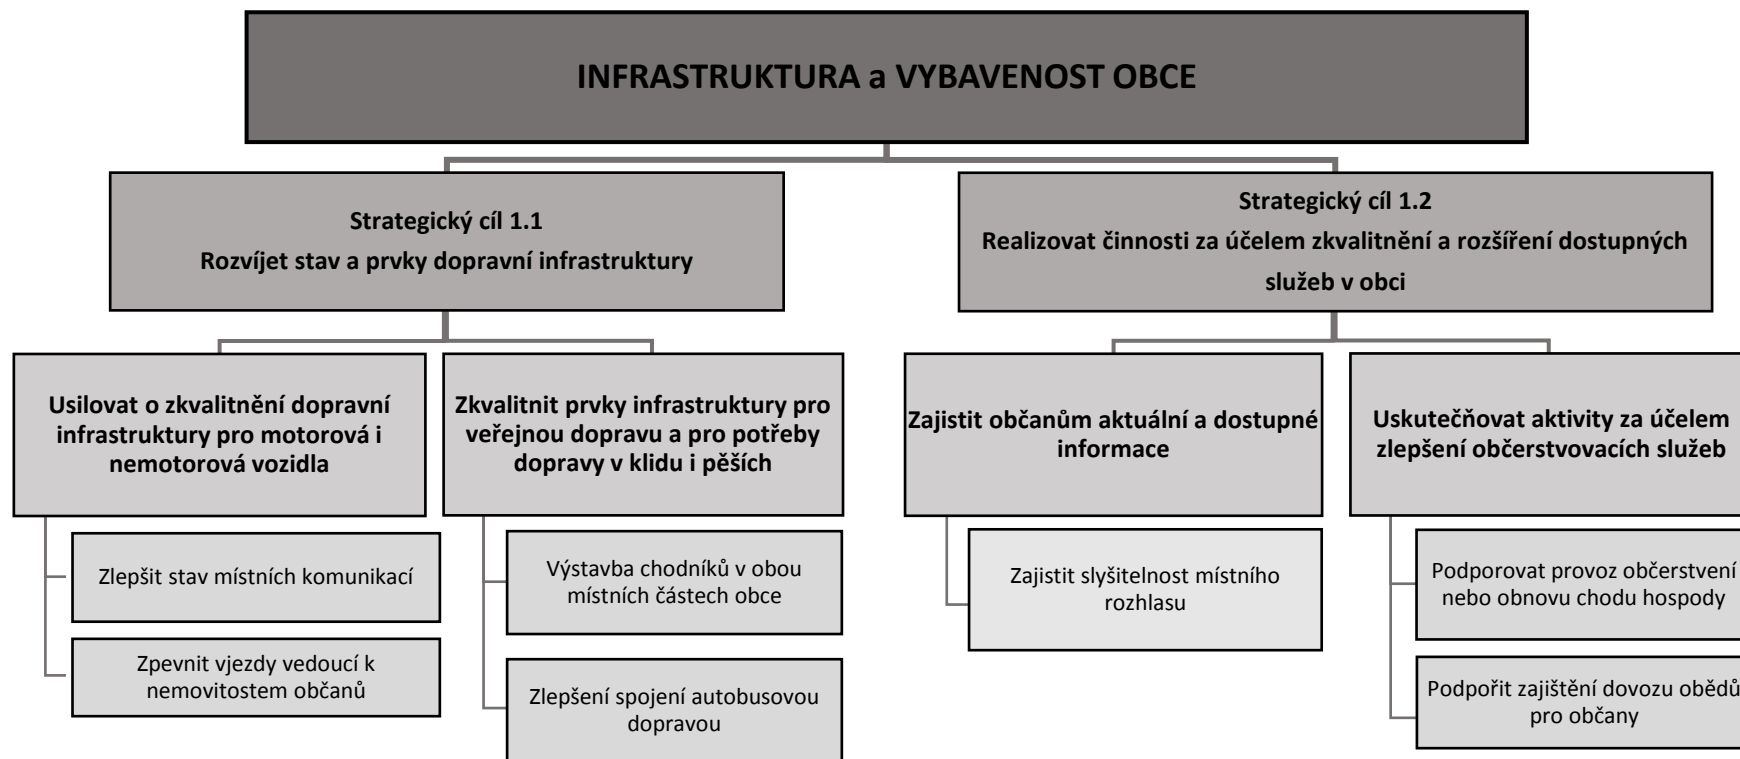 INFRASTRUKTURA a VYBAVENOST OBCE
Strategický cíl 1.1
Rozvíjet stav a prvky dopravní infrastruktury
Strategický cíl 1.2
Realizovat činnosti za účelem zkvalitnění a rozšíření dostupných
služeb v obci
Usilovat o zkvalitnění dopravní
infrastruktury pro motorová i
nemotorová vozidla
Zkvalitnit prvky infrastruktury pro
veřejnou dopravu a pro potřeby
dopravy v klidu i pěších
Zajistit občanům aktuální a dostupné
informace
Uskutečňovat aktivity za účelem
zlepšení občerstvovacích služeb
Zlepšit stav místních komunikací
Zpevnit vjezdy vedoucí k
nemovitostem občanů
Výstavba chodníků v obou
místních částech obce
Zlepšení spojení autobusovou
dopravou
Zajistit slyšitelnost místního
rozhlasu
Podporovat provoz občerstvení
nebo obnovu chodu hospody
Podpořit zajištění dovozu obědů
pro občany